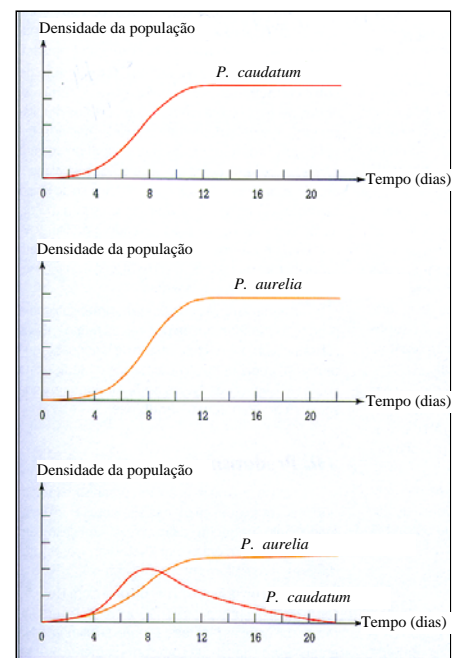 Densidade da população
P. caudatum
Tempo (dias)
0 4 8 12 16 20
Densidade da população
P. aurelia
Tempo (dias)
0 4 8 12 16 20
Densidade da população
P. aurelia
P. caudatum
Tempo (dias)
0 4 8 12 16 20